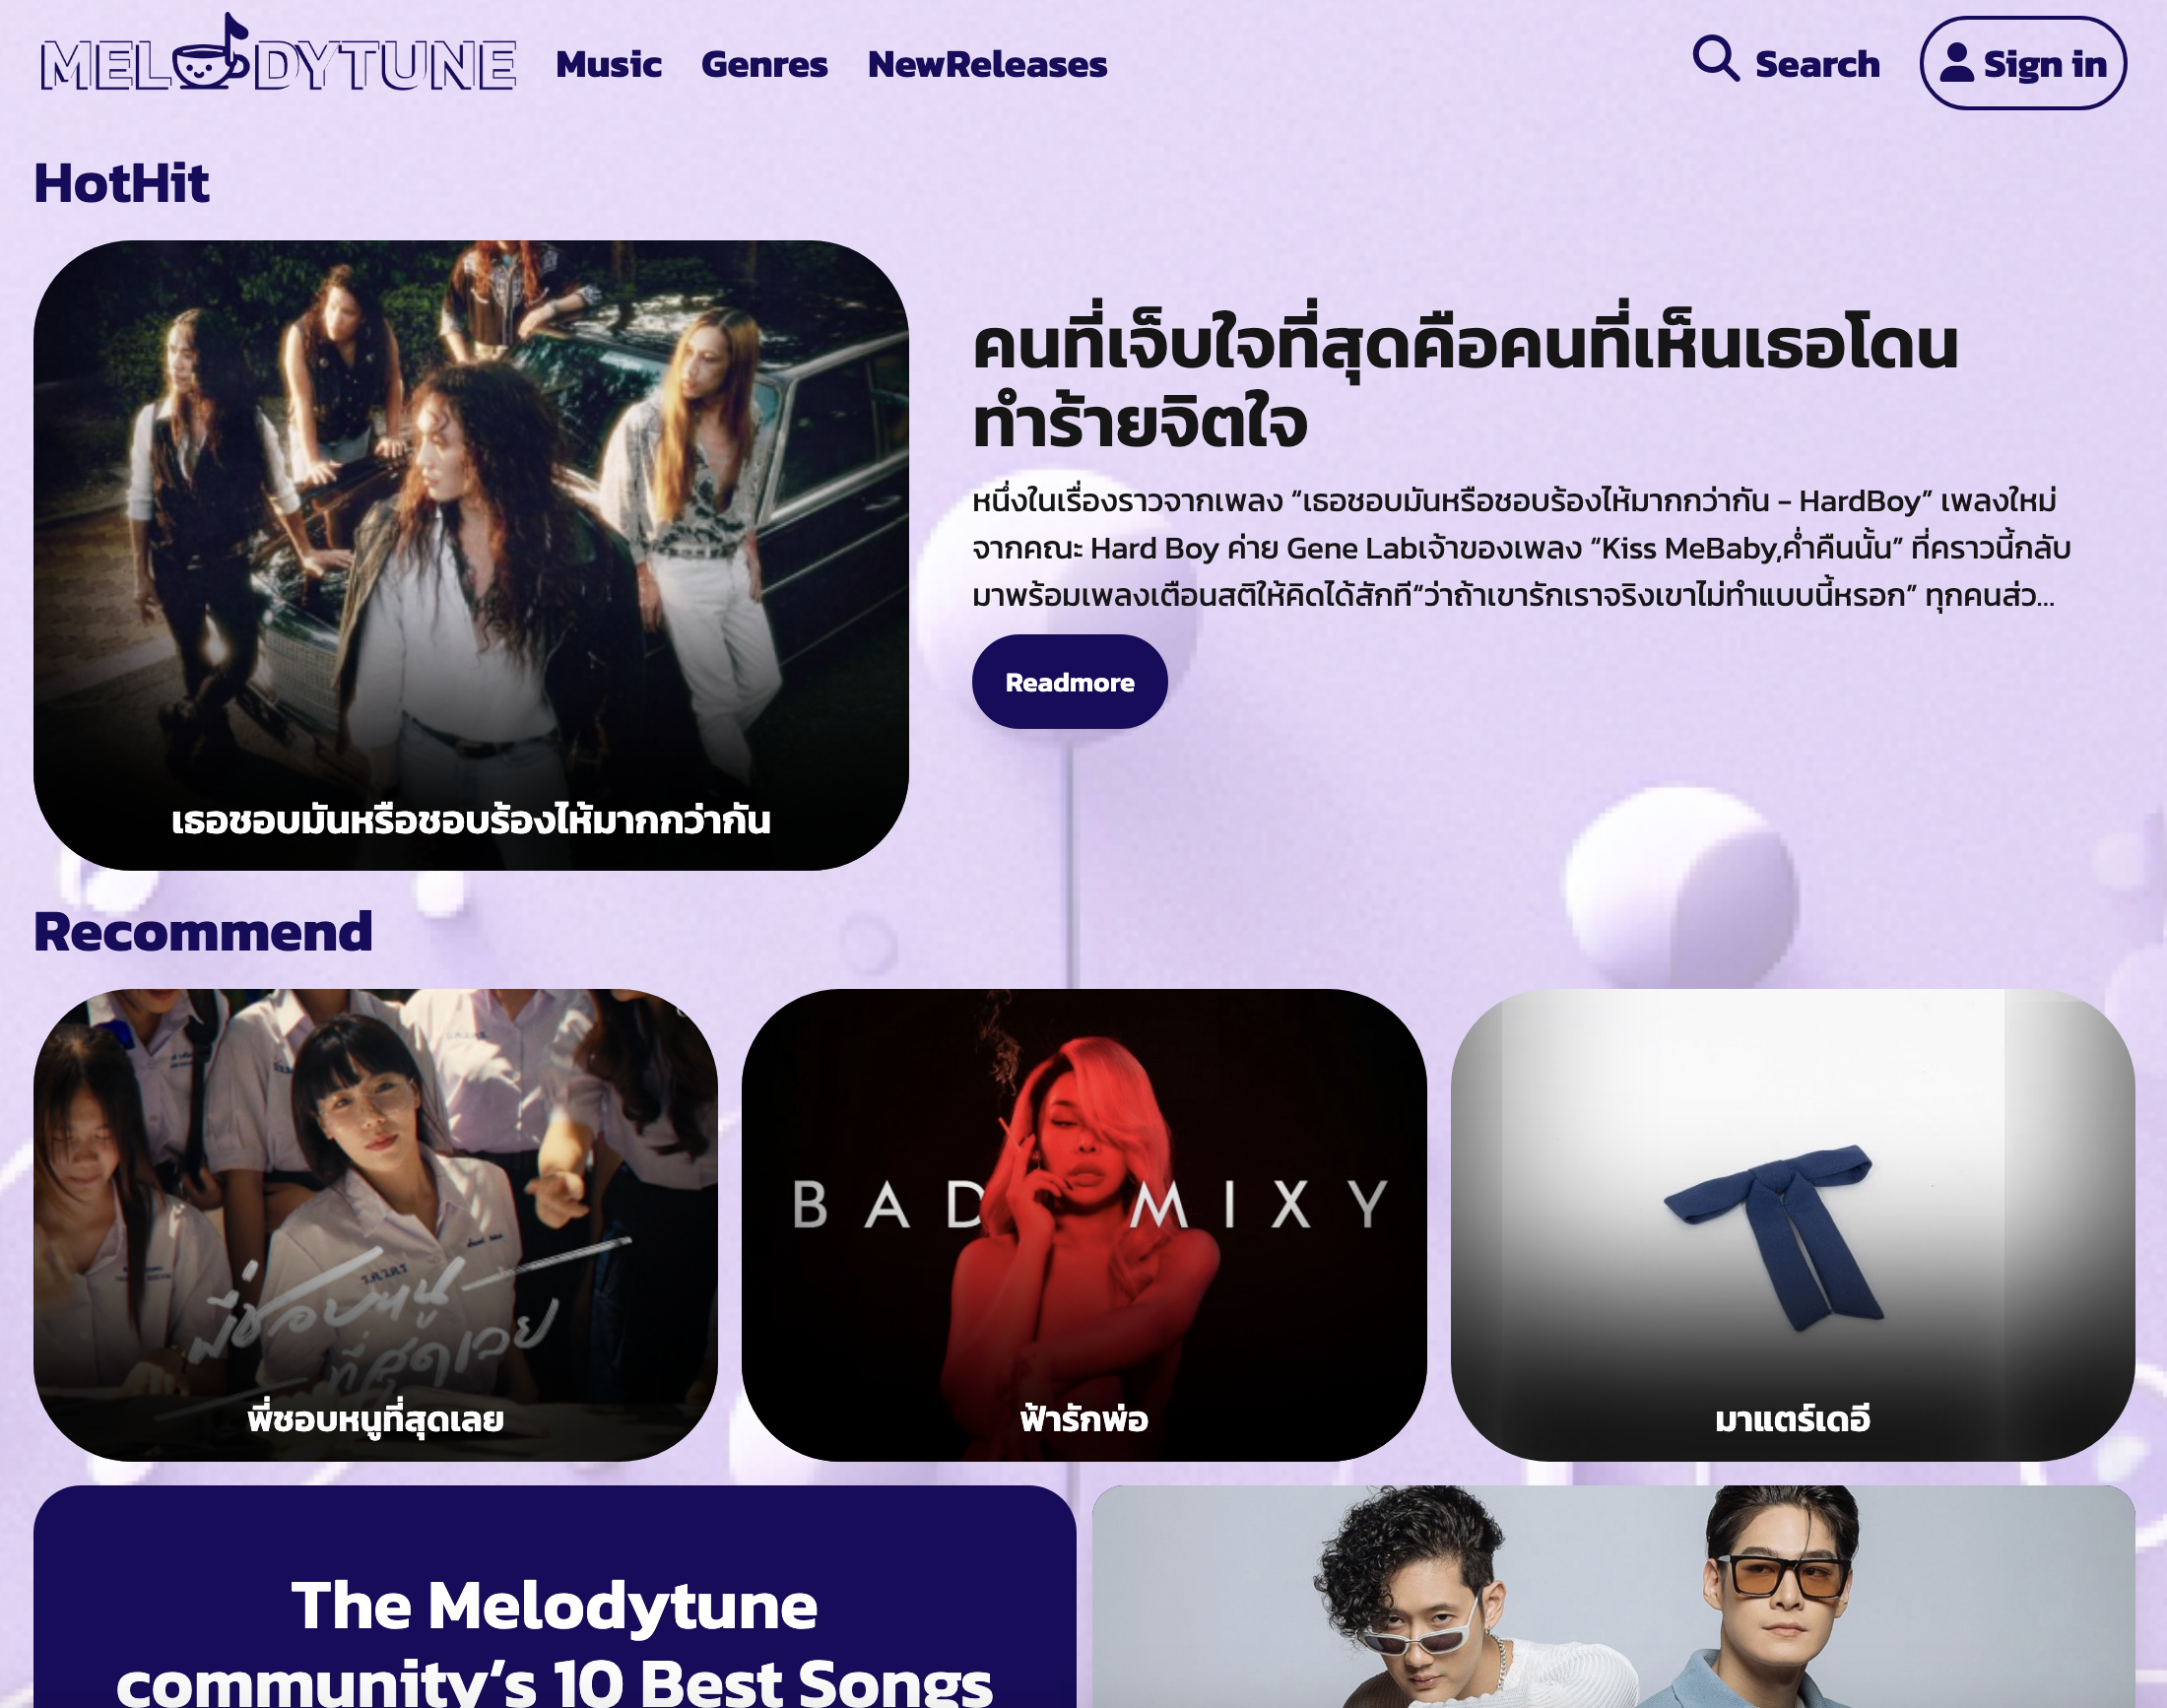 MELODYTUNE Music Genres NewReleases Search Sign in
HotHit
คนที่เจ็บใจที่สุดคือคนที่เห็นเธอโดน
ทำร้ายจิตใจ
หนึ่งในเรื่องราวจากเพลง “เธอชอบมันหรือชอบร้องไห้มากกว่ากัน – HardBoy” เพลงใหม่
จากคณะ Hard Boy ค่าย Gene Labเจ้าของเพลง “Kiss MeBaby,ค่ำคืนนั้น” ที่คราวนี้กลับ
มาพร้อมเพลงเตือนสติให้คิดได้สักที“ว่าถ้าเขารักเราจริงเขาไม่ทำแบบนี้หรอก” ทุกคนส่ว...
Readmore
เธอชอบมันหรือชอบร้องไห้มากกว่ากัน
Recommend
พี่ชอบหนู
ที่สุดเลย
พี่ชอบหนูที่สุดเลย
BAD MIXY
ฟ้ารักพ่อ
มาแตร์เดอี
The Melodytune
community’s 10 Best Songs